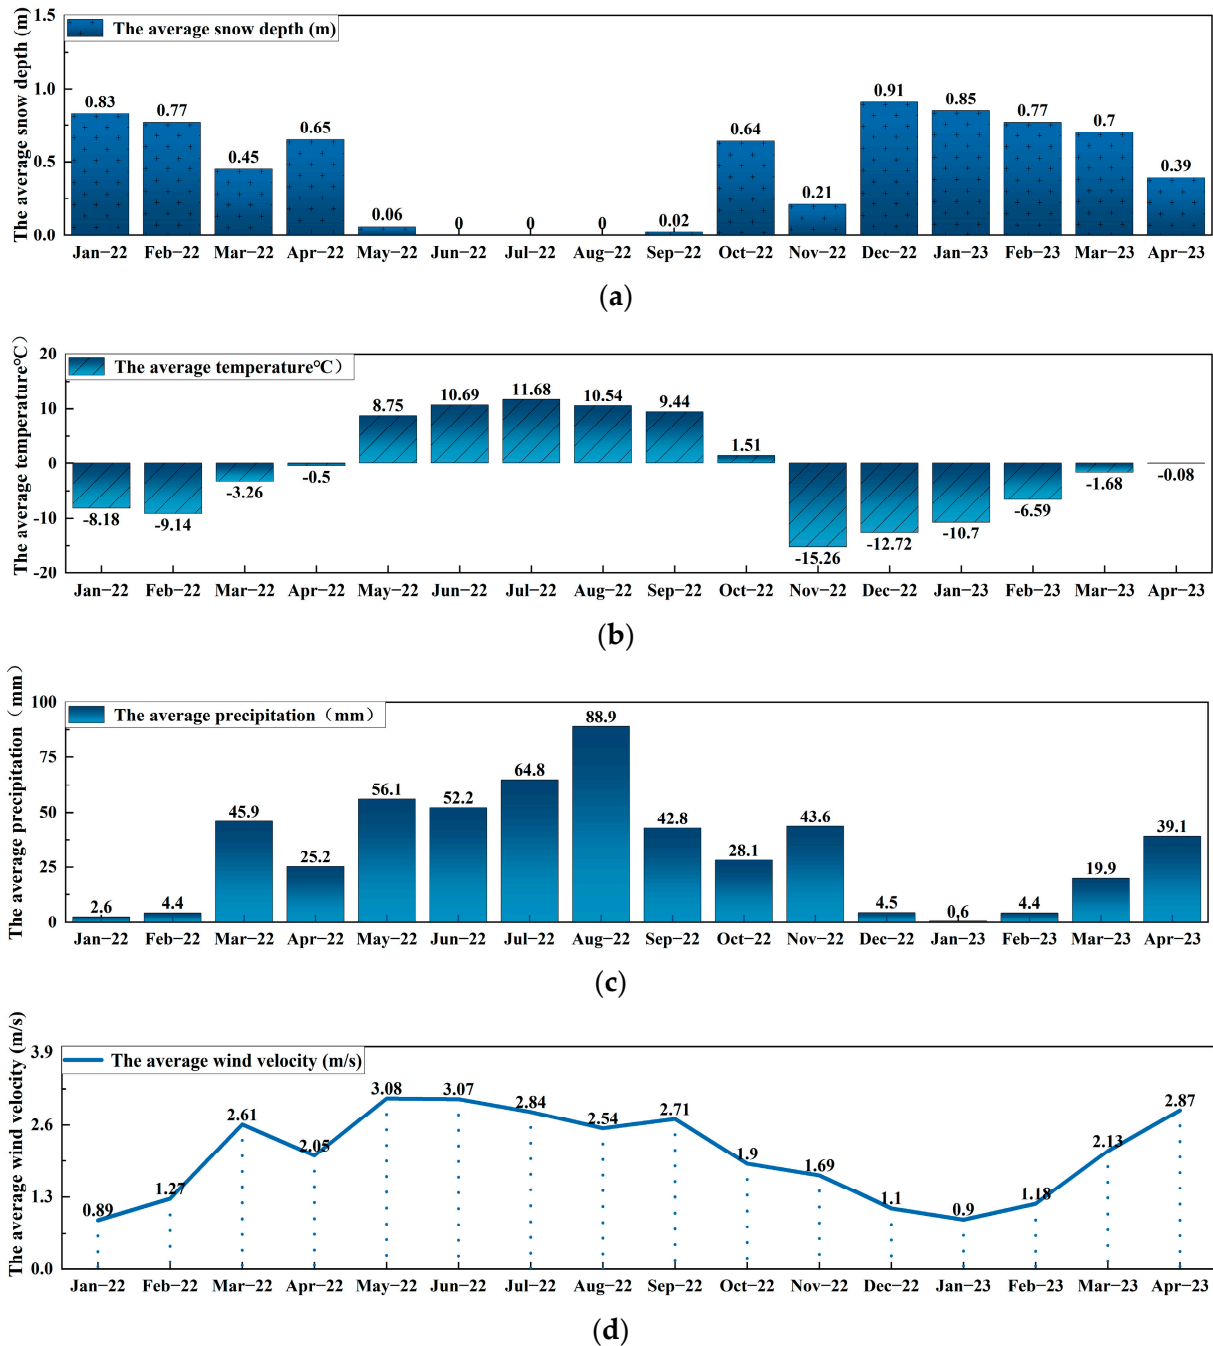 The average snow depth (m)
The average snow depth (m)
1.5
1.0
0.5
0.0
0.83 0.77 0.45 0.65 0.06 0 0 0 0.02 0.64 0.21 0.91 0.85 0.77 0.7 0.39
Jan−22 Feb−22 Mar−22 Apr−22 May−22 Jun−22 Jul−22 Aug−22 Sep−22 Oct−22 Nov−22 Dec−22 Jan−23 Feb−23 Mar−23 Apr−23
(a)
The average temperature℃)
The average temperature℃）
20
10
0
-10
-20
-8.18 -9.14 -3.26 -0.5 8.75 10.69 11.68 10.54 9.44 1.51 -15.26 -12.72 -10.7 -6.59 -1.68 -0.08
Jan−22 Feb−22 Mar−22 Apr−22 May−22 Jun−22 Jul−22 Aug−22 Sep−22 Oct−22 Nov−22 Dec−22 Jan−23 Feb−23 Mar−23 Apr−23
(b)
The average precipitation（mm）
The average precipitation（mm）
100
75
50
25
0
2.6 4.4 45.9 25.2 56.1 52.2 64.8 88.9 42.8 28.1 43.6 4.5 0.6 4.4 19.9 39.1
Jan−22 Feb−22 Mar−22 Apr−22 May−22 Jun−22 Jul−22 Aug−22 Sep−22 Oct−22 Nov−22 Dec−22 Jan−23 Feb−23 Mar−23 Apr−23
(c)
The average wind velocity (m/s)
The average wind velocity (m/s)
3.9
2.6
1.3
0.0
0.89 1.27 2.61 2.05 3.08 3.07 2.84 2.54 2.71 1.9 1.69 1.1 0.9 1.18 2.13 2.87
Jan−22 Feb−22 Mar−22 Apr−22 May−22 Jun−22 Jul−22 Aug−22 Sep−22 Oct−22 Nov−22 Dec−22 Jan−23 Feb−23 Mar−23 Apr−23
(d)